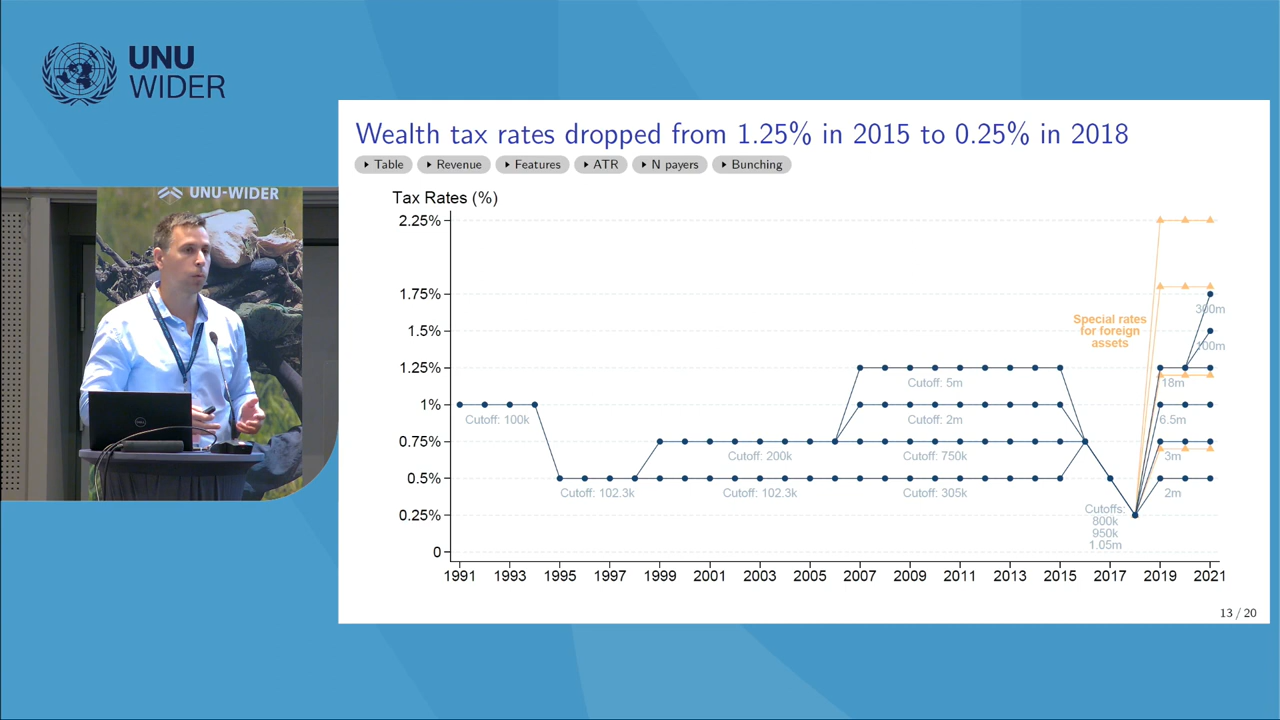 UNU
WIDER
UNU-WIDER
DELL
Wealth tax rates dropped from 1.25% in 2015 to 0.25% in 2018
Table
Revenue
Features
ATR
N payers
Bunching
Tax Rates (%)
2.25%
1.75%
1.5%
1.25%
1%
0.75%
0.5%
0.25%
0
Special rates
for foreign
assets
300m
100m
Cutoff: 5m
18m
Cutoff: 100k
Cutoff: 2m
6.5m
Cutoff: 200k
Cutoff: 750k
3m
Cutoff: 102.3k
Cutoff: 102.3k
Cutoff: 305k
2m
Cutoffs:
800k
950k
1.05m
1991 1993 1995 1997 1999 2001 2003 2005 2007 2009 2011 2013 2015 2017 2019 2021
13 / 20